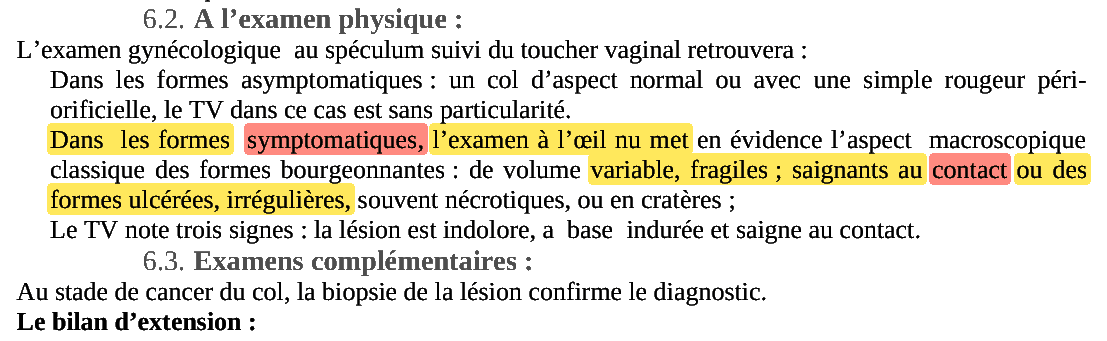 6.2. A l’examen physique :
L’examen gynécologique au spéculum suivi du toucher vaginal retrouvera :
Dans les formes asymptomatiques : un col d’aspect normal ou avec une simple rougeur péri-
orificielle, le TV dans ce cas est sans particularité.
Dans les formes symptomatiques, l’examen à l’œil nu met en évidence l’aspect macroscopique
classique des formes bourgeonnantes : de volume variable, fragiles ; saignants au contact ou des
formes ulcérées, irrégulières, souvent nécrotiques, ou en cratères ;
Le TV note trois signes : la lésion est indolore, a base indurée et saigne au contact.
6.3. Examens complémentaires :
Au stade de cancer du col, la biopsie de la lésion confirme le diagnostic.
Le bilan d’extension :